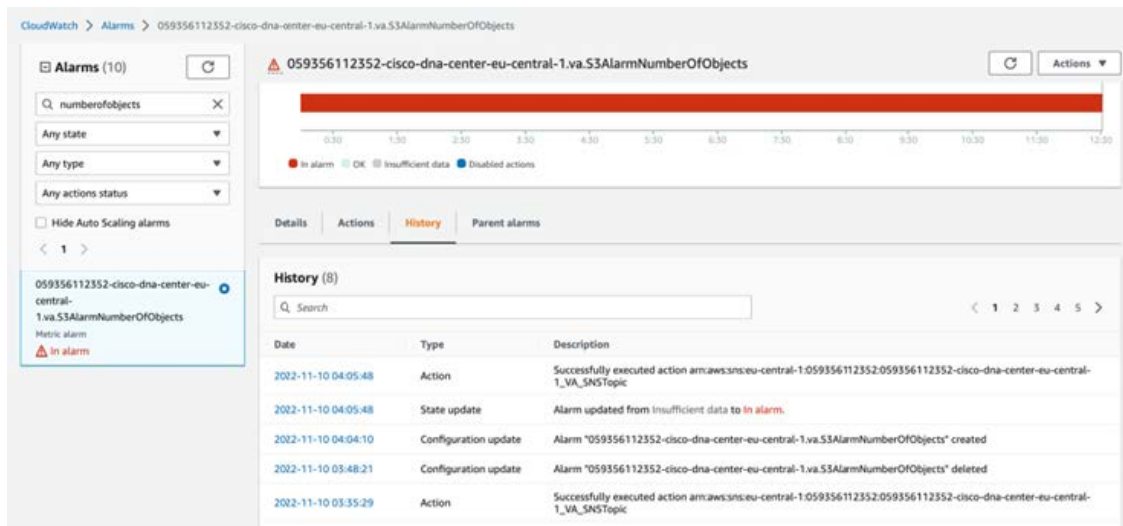 CloudWatch > Alarms > 059356112352-cisco-dna-center-eu-central-1.va.S3AlarmNumberOfObjects
Alarms (10)
numberofobjects
Any state
Any type
Any actions status
Hide Auto Scaling alarms
< 1 >
059356112352-cisco-dna-center-eu-
central-
1.va.S3AlarmNumberOfObjects
Metric alarm
In alarm
059356112352-cisco-dna-center-eu-central-1.va.S3AlarmNumberOfObjects
Actions
0:30 1:30 2:30 3:30 4:30 5:30 6:30 7:30 8:30 9:30 10:30 11:30 12:30
In alarm OK Insufficient data Disabled actions
Details Actions History Parent alarms
History (8)
Search
< 1 2 3 4 5 >
Date Type Description
2022-11-10 04:05:48 Action Successfully executed action arn:aws:sns:eu-central-1:059356112352:059356112352-cisco-dna-center-eu-central-
1_VA_SNSTopic
2022-11-10 04:05:48 State update Alarm updated from Insufficient data to In alarm.
2022-11-10 04:04:10 Configuration update Alarm "059356112352-cisco-dna-center-eu-central-1.va.S3AlarmNumberOfObjects" created
2022-11-10 03:48:21 Configuration update Alarm "059356112352-cisco-dna-center-eu-central-1.va.S3AlarmNumberOfObjects" deleted
2022-11-10 03:35:29 Action Successfully executed action arn:aws:sns:eu-central-1:059356112352:059356112352-cisco-dna-center-eu-central-
1_VA_SNSTopic